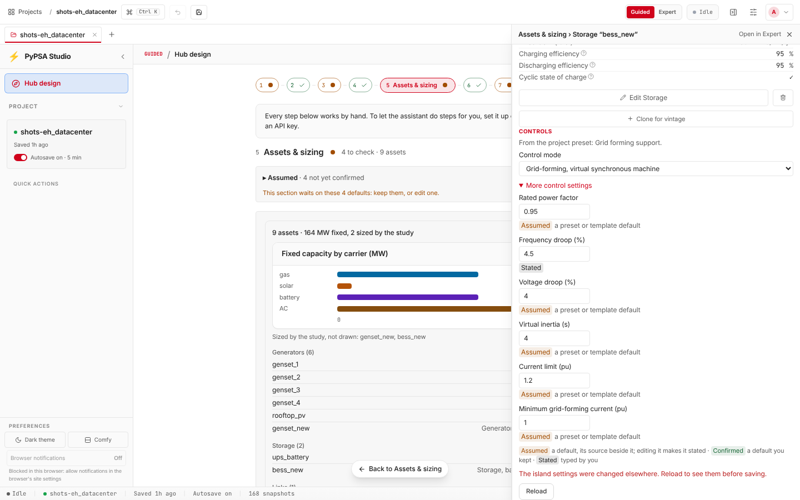 Projects / shots-eh_datacenter
Ctrl K
Guided Expert
Idle
A
shots-eh_datacenter
PyPSA Studio
Hub design
PROJECT
shots-eh_datacenter
Saved 1h ago
Autosave on · 5 min
QUICK ACTIONS
PREFERENCES
Dark theme
Comfy
Browser notifications Off
Blocked in this browser: allow notifications in the browser's site settings
GUIDED / Hub design
1
2 ✓
3
4 ✓
5 Assets & sizing
6 ✓
7
Every step below works by hand. To let the assistant do steps for you, set it up
an API key.
5 Assets & sizing 4 to check · 9 assets
▸ Assumed · 4 not yet confirmed
This section waits on these 4 defaults: keep them, or edit one.
9 assets · 164 MW fixed, 2 sized by the study
Fixed capacity by carrier (MW)
gas
solar
battery
AC
0
Sized by the study, not drawn: genset_new, bess_new
Generators (6)
genset_1
genset_2
genset_3
genset_4
rooftop_pv
genset_new Generator
Storage (2)
ups_battery
bess_new Storage, ba
← Back to Assets & sizing
Assets & sizing › Storage “bess_new”
Open in Expert ✕
Charging efficiency 95 %
Discharging efficiency 95 %
Cyclic state of charge ✓
Edit Storage
+ Clone for vintage
CONTROLS
From the project preset: Grid forming support.
Control mode
Grid-forming, virtual synchronous machine
▼ More control settings
Rated power factor
0.95
Assumed a preset or template default
Frequency droop (%)
4.5
Stated
Voltage droop (%)
4
Assumed a preset or template default
Virtual inertia (s)
4
Assumed a preset or template default
Current limit (pu)
1.2
Assumed a preset or template default
Minimum grid-forming current (pu)
1
Assumed a preset or template default
Assumed a default, its source beside it; editing it makes it stated · Confirmed a default you
kept · Stated typed by you
The island settings were changed elsewhere. Reload to see them before saving.
Reload
Idle shots-eh_datacenter Saved 1h ago Autosave on · 168 snapshots